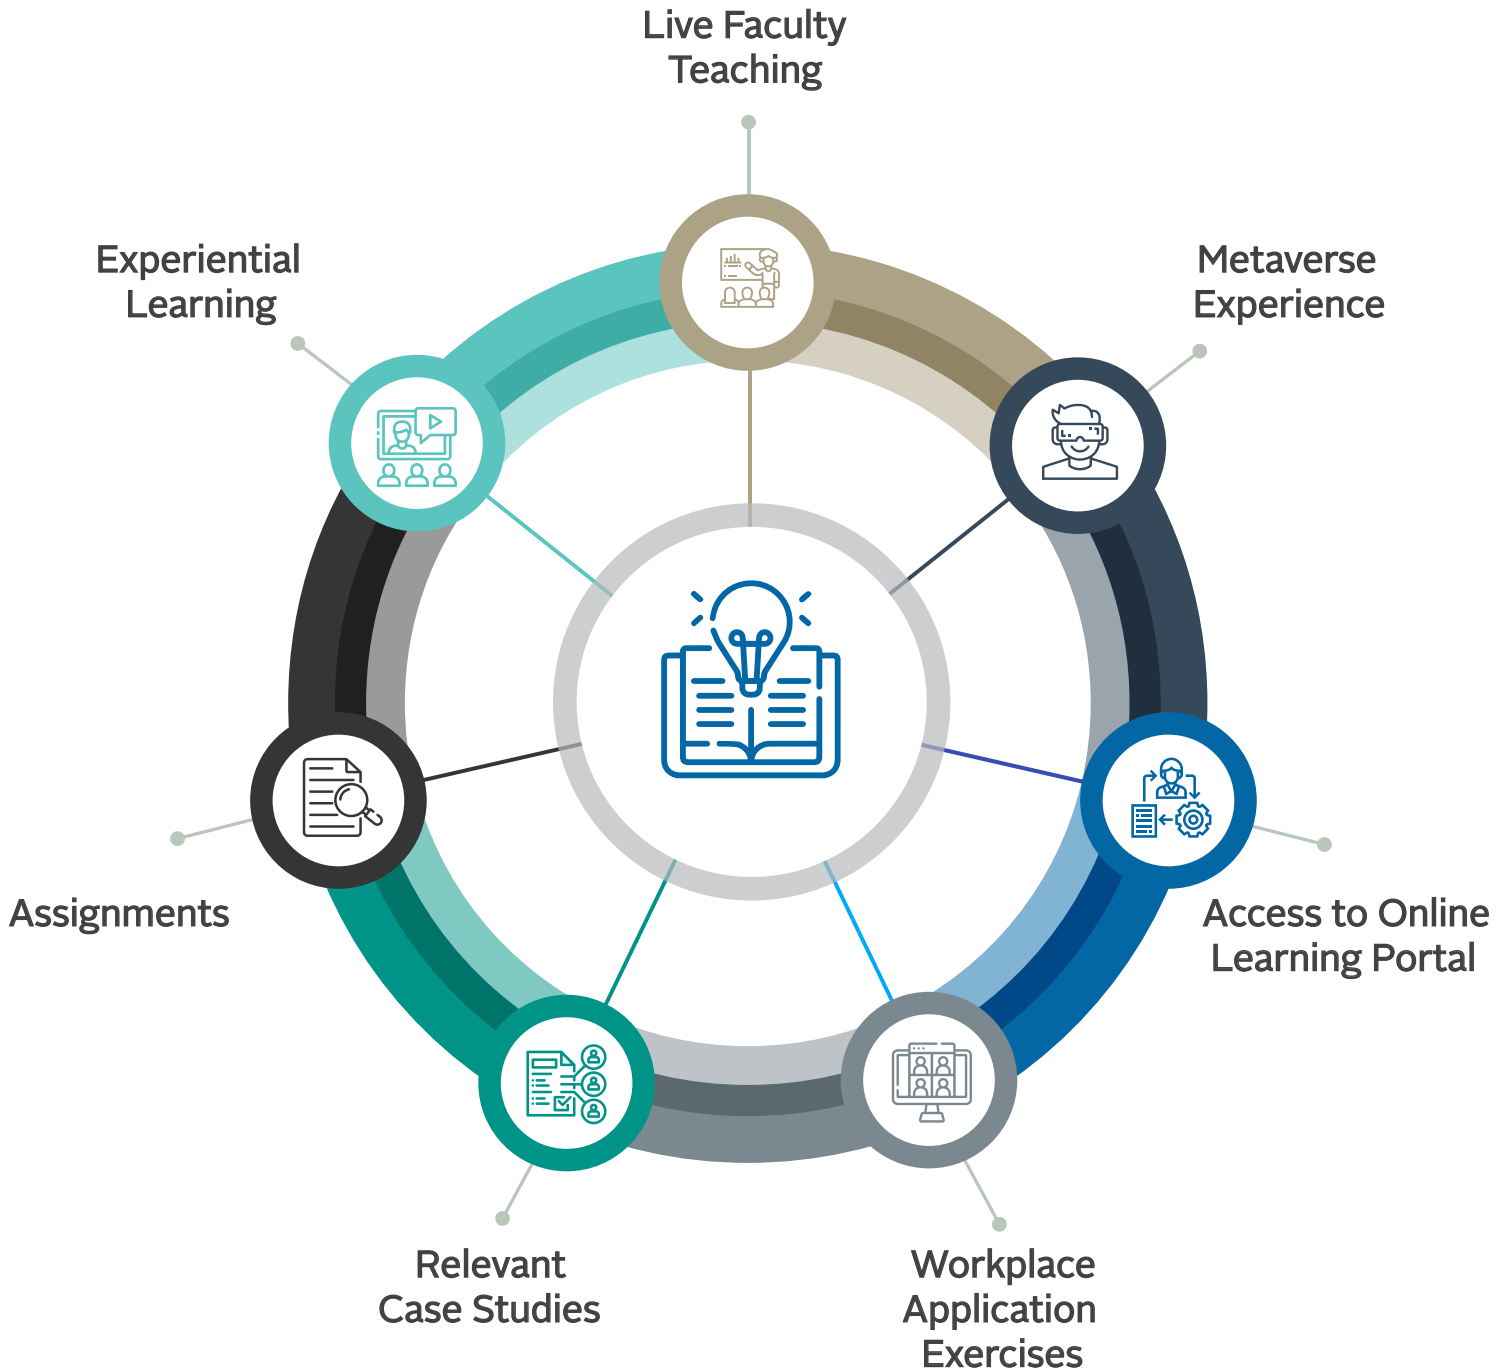 Live Faculty
Teaching
Experiential
Learning
Metaverse
Experience
Assignments
Access to Online
Learning Portal
Relevant
Case Studies
Workplace
Application
Exercises